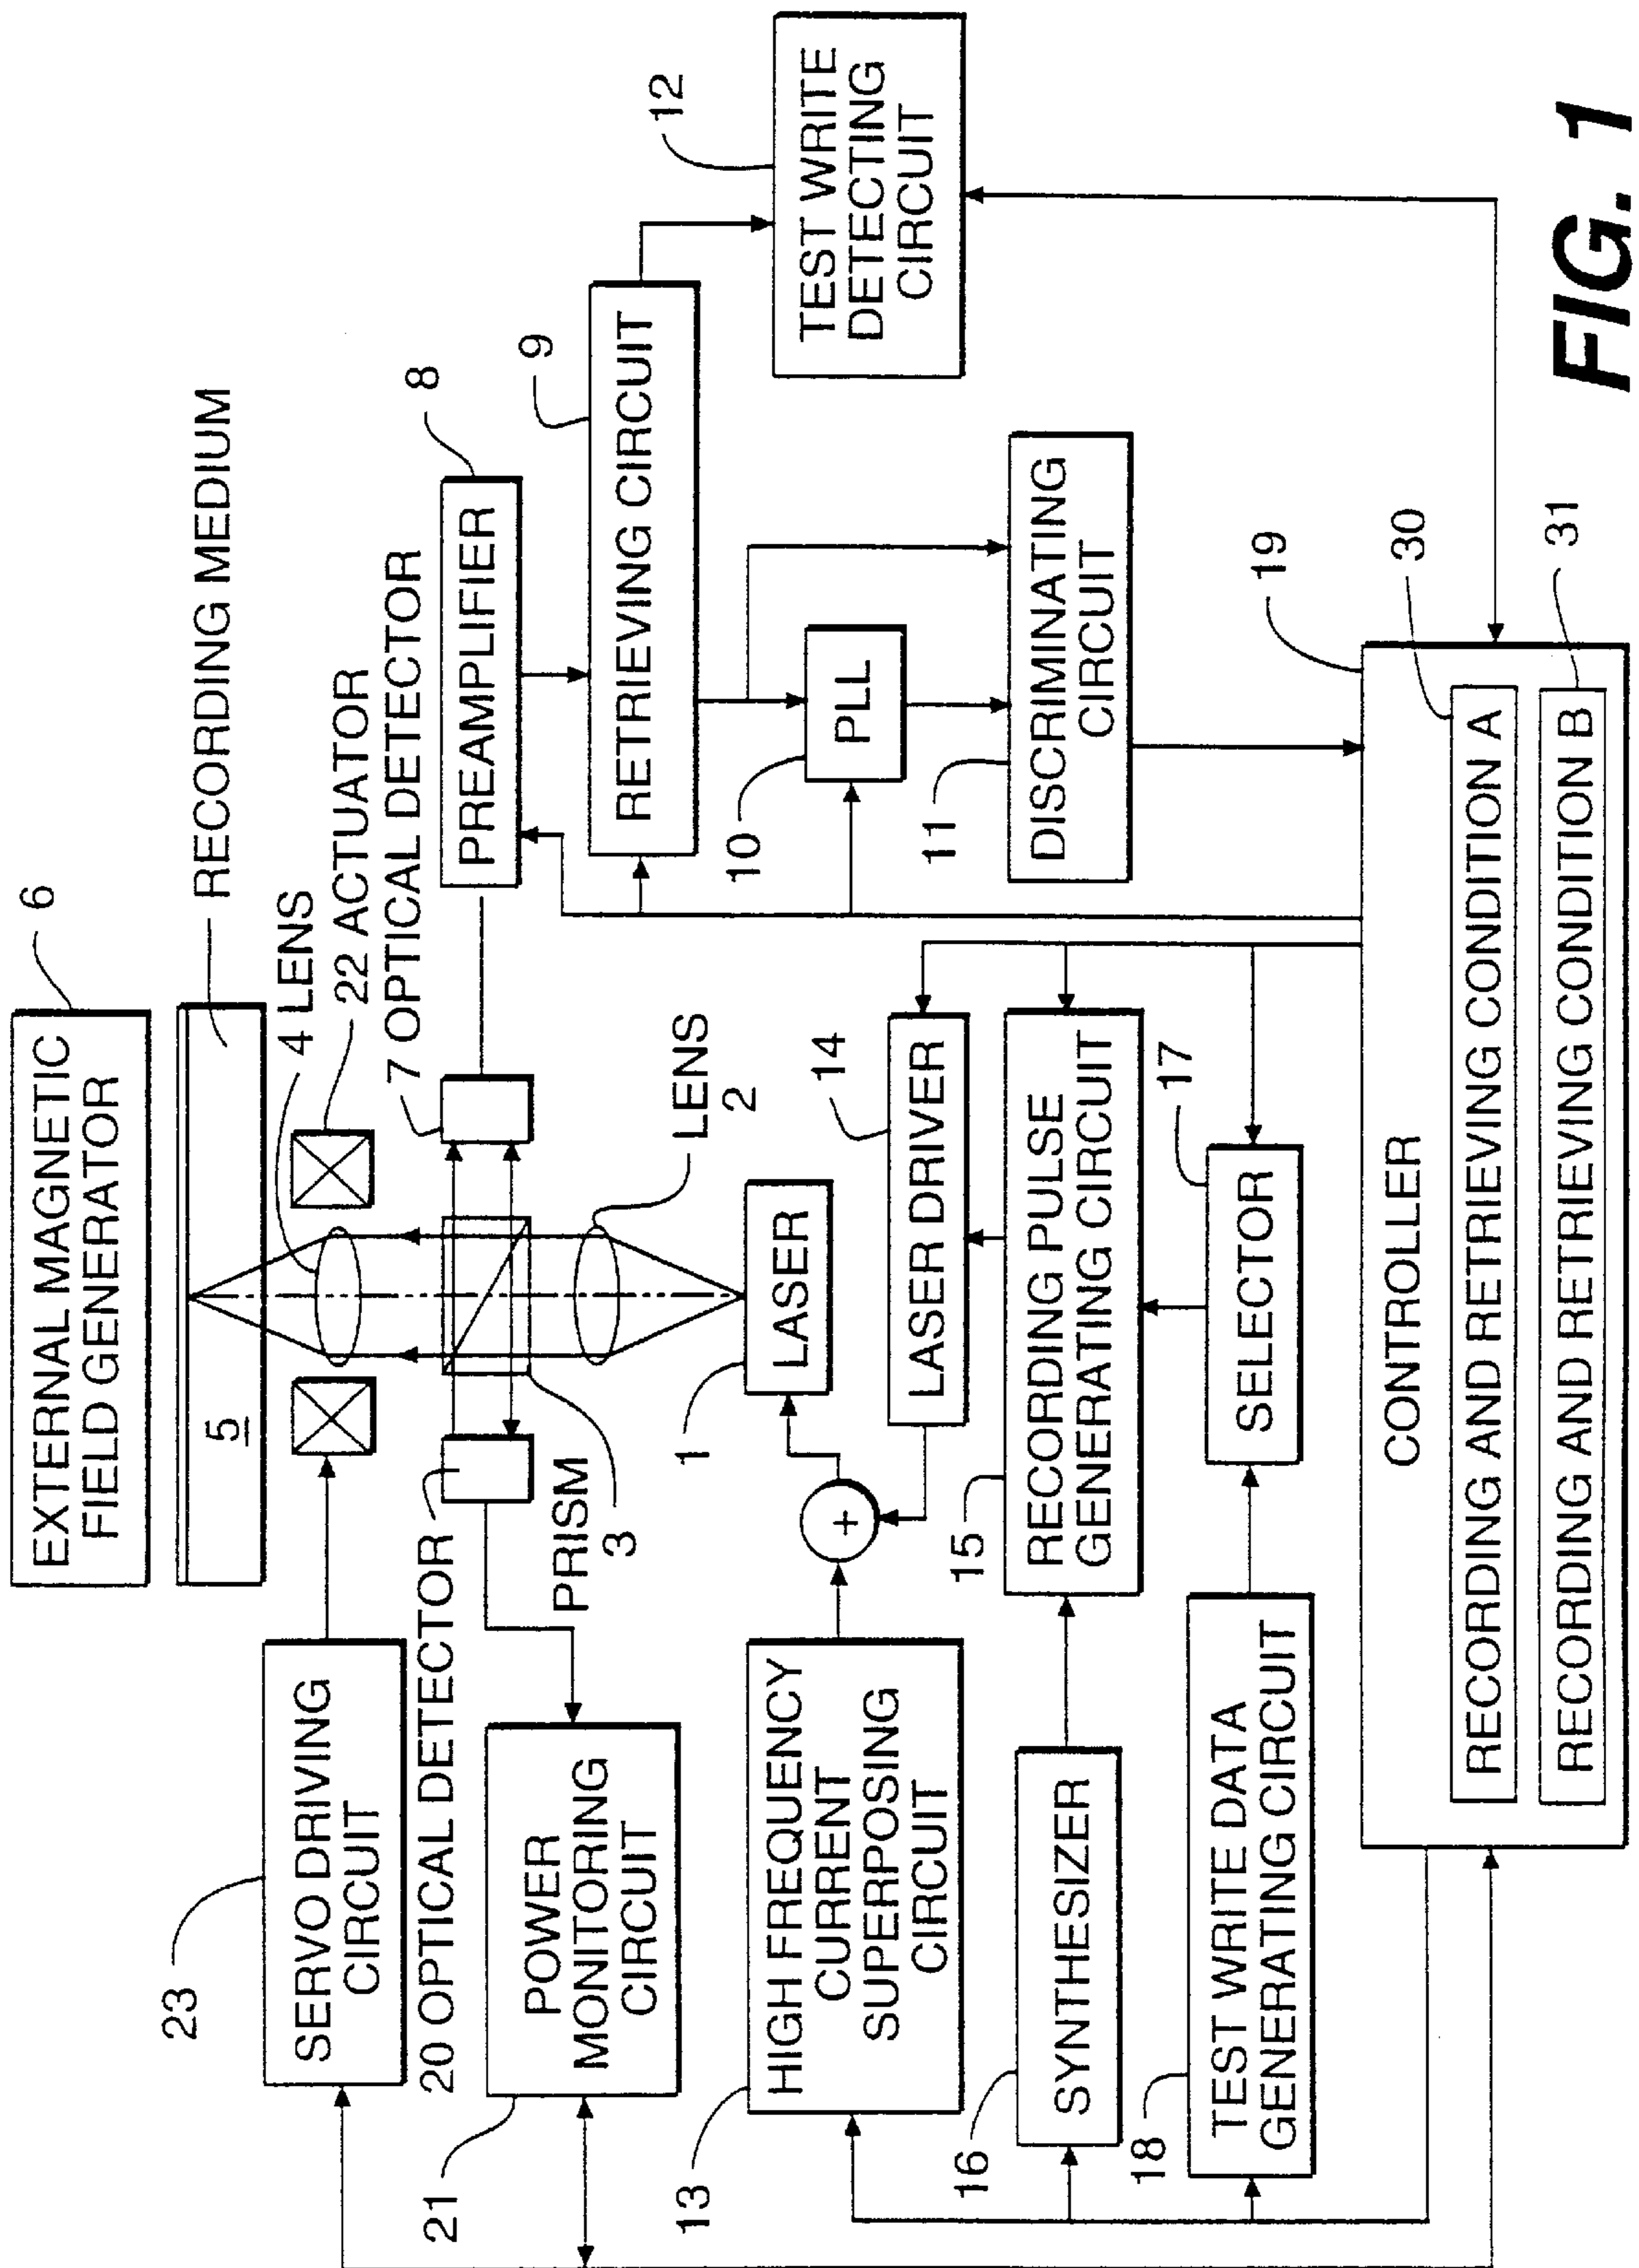 EXTERNAL MAGNETIC
FIELD GENERATOR
6
5
RECORDING MEDIUM
4 LENS
22 ACTUATOR
7 OPTICAL DETECTOR
23
SERVO DRIVING
CIRCUIT
20 OPTICAL DETECTOR
21
POWER
MONITORING
CIRCUIT
PRISM
3
LENS
2
1
LASER
PREAMPLIFIER
8
RETRIEVING CIRCUIT
9
10
PLL
11
DISCRIMINATING
CIRCUIT
12
TEST WRITE
DETECTING
CIRCUIT
13
HIGH FREQUENCY
CURRENT
SUPERPOSING
CIRCUIT
+
14
LASER DRIVER
15
RECORDING PULSE
GENERATING CIRCUIT
16
SYNTHESIZER
17
SELECTOR
18
TEST WRITE DATA
GENERATING CIRCUIT
19
CONTROLLER
RECORDING AND RETRIEVING CONDITION A
30
RECORDING AND RETRIEVING CONDITION B
31
FIG. 1